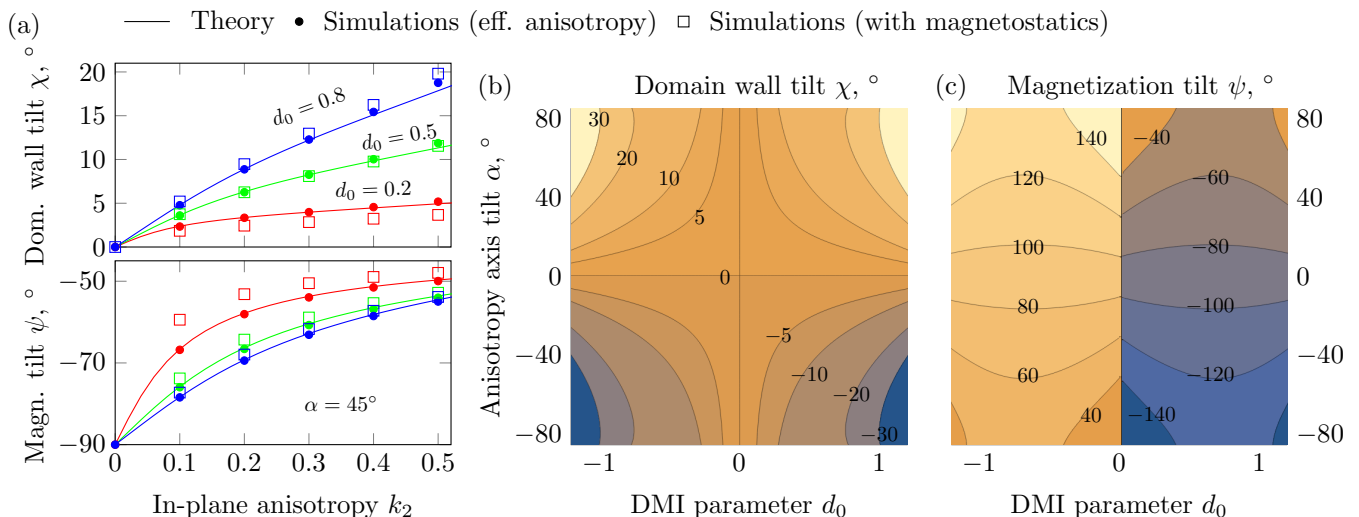 (a)
Theory
Simulations (eff. anisotropy)
Simulations (with magnetostatics)
Dom. wall tilt χ, °
20
15
10
5
0
d₀ = 0.8
d₀ = 0.5
d₀ = 0.2
Magn. tilt ψ, °
−50
−70
−90
α = 45°
0 0.1 0.2 0.3 0.4 0.5
In-plane anisotropy k₂
(b)
Domain wall tilt χ, °
Anisotropy axis tilt α, °
80
40
0
−40
−80
30
20
10
5
0
−5
−10
−20
−30
−1 0 1
DMI parameter d₀
(c)
Magnetization tilt ψ, °
140
120
100
80
60
40
−40
−60
−80
−100
−120
−140
80
40
0
−40
−80
−1 0 1
DMI parameter d₀